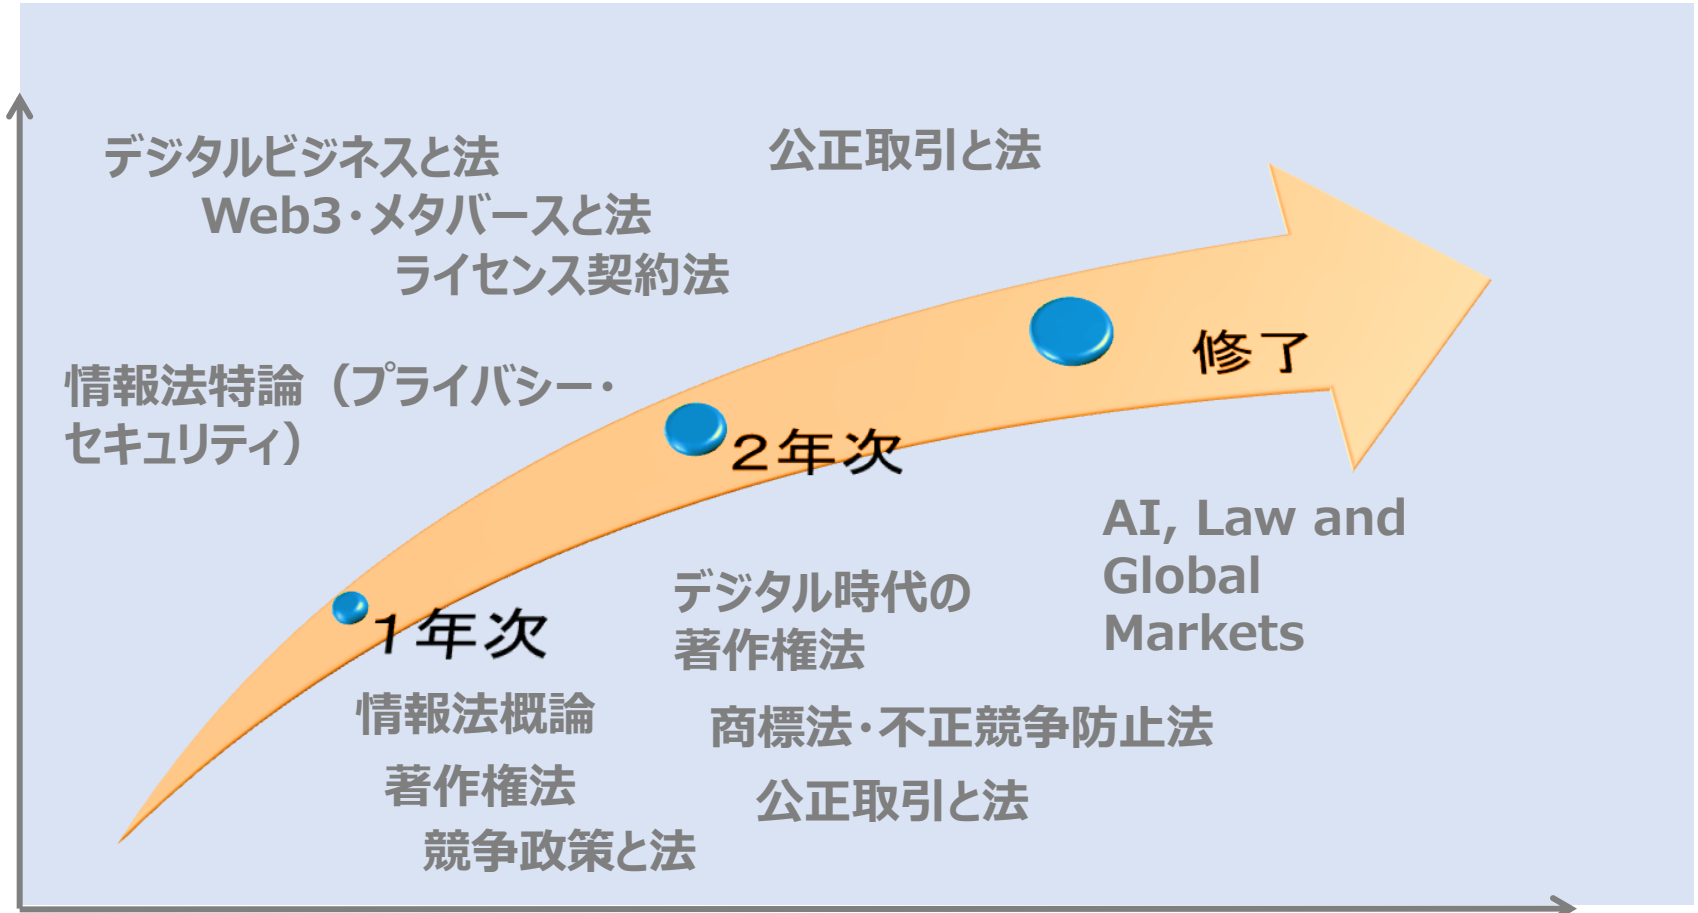 デジタルビジネスと法
公正取引と法
Web3・メタバースと法
ライセンス契約法
修了
情報法特論（プライバシー・
セキュリティ）
２年次
AI, Law and
Global
Markets
デジタル時代の
著作権法
１年次
情報法概論
商標法・不正競争防止法
著作権法
公正取引と法
競争政策と法